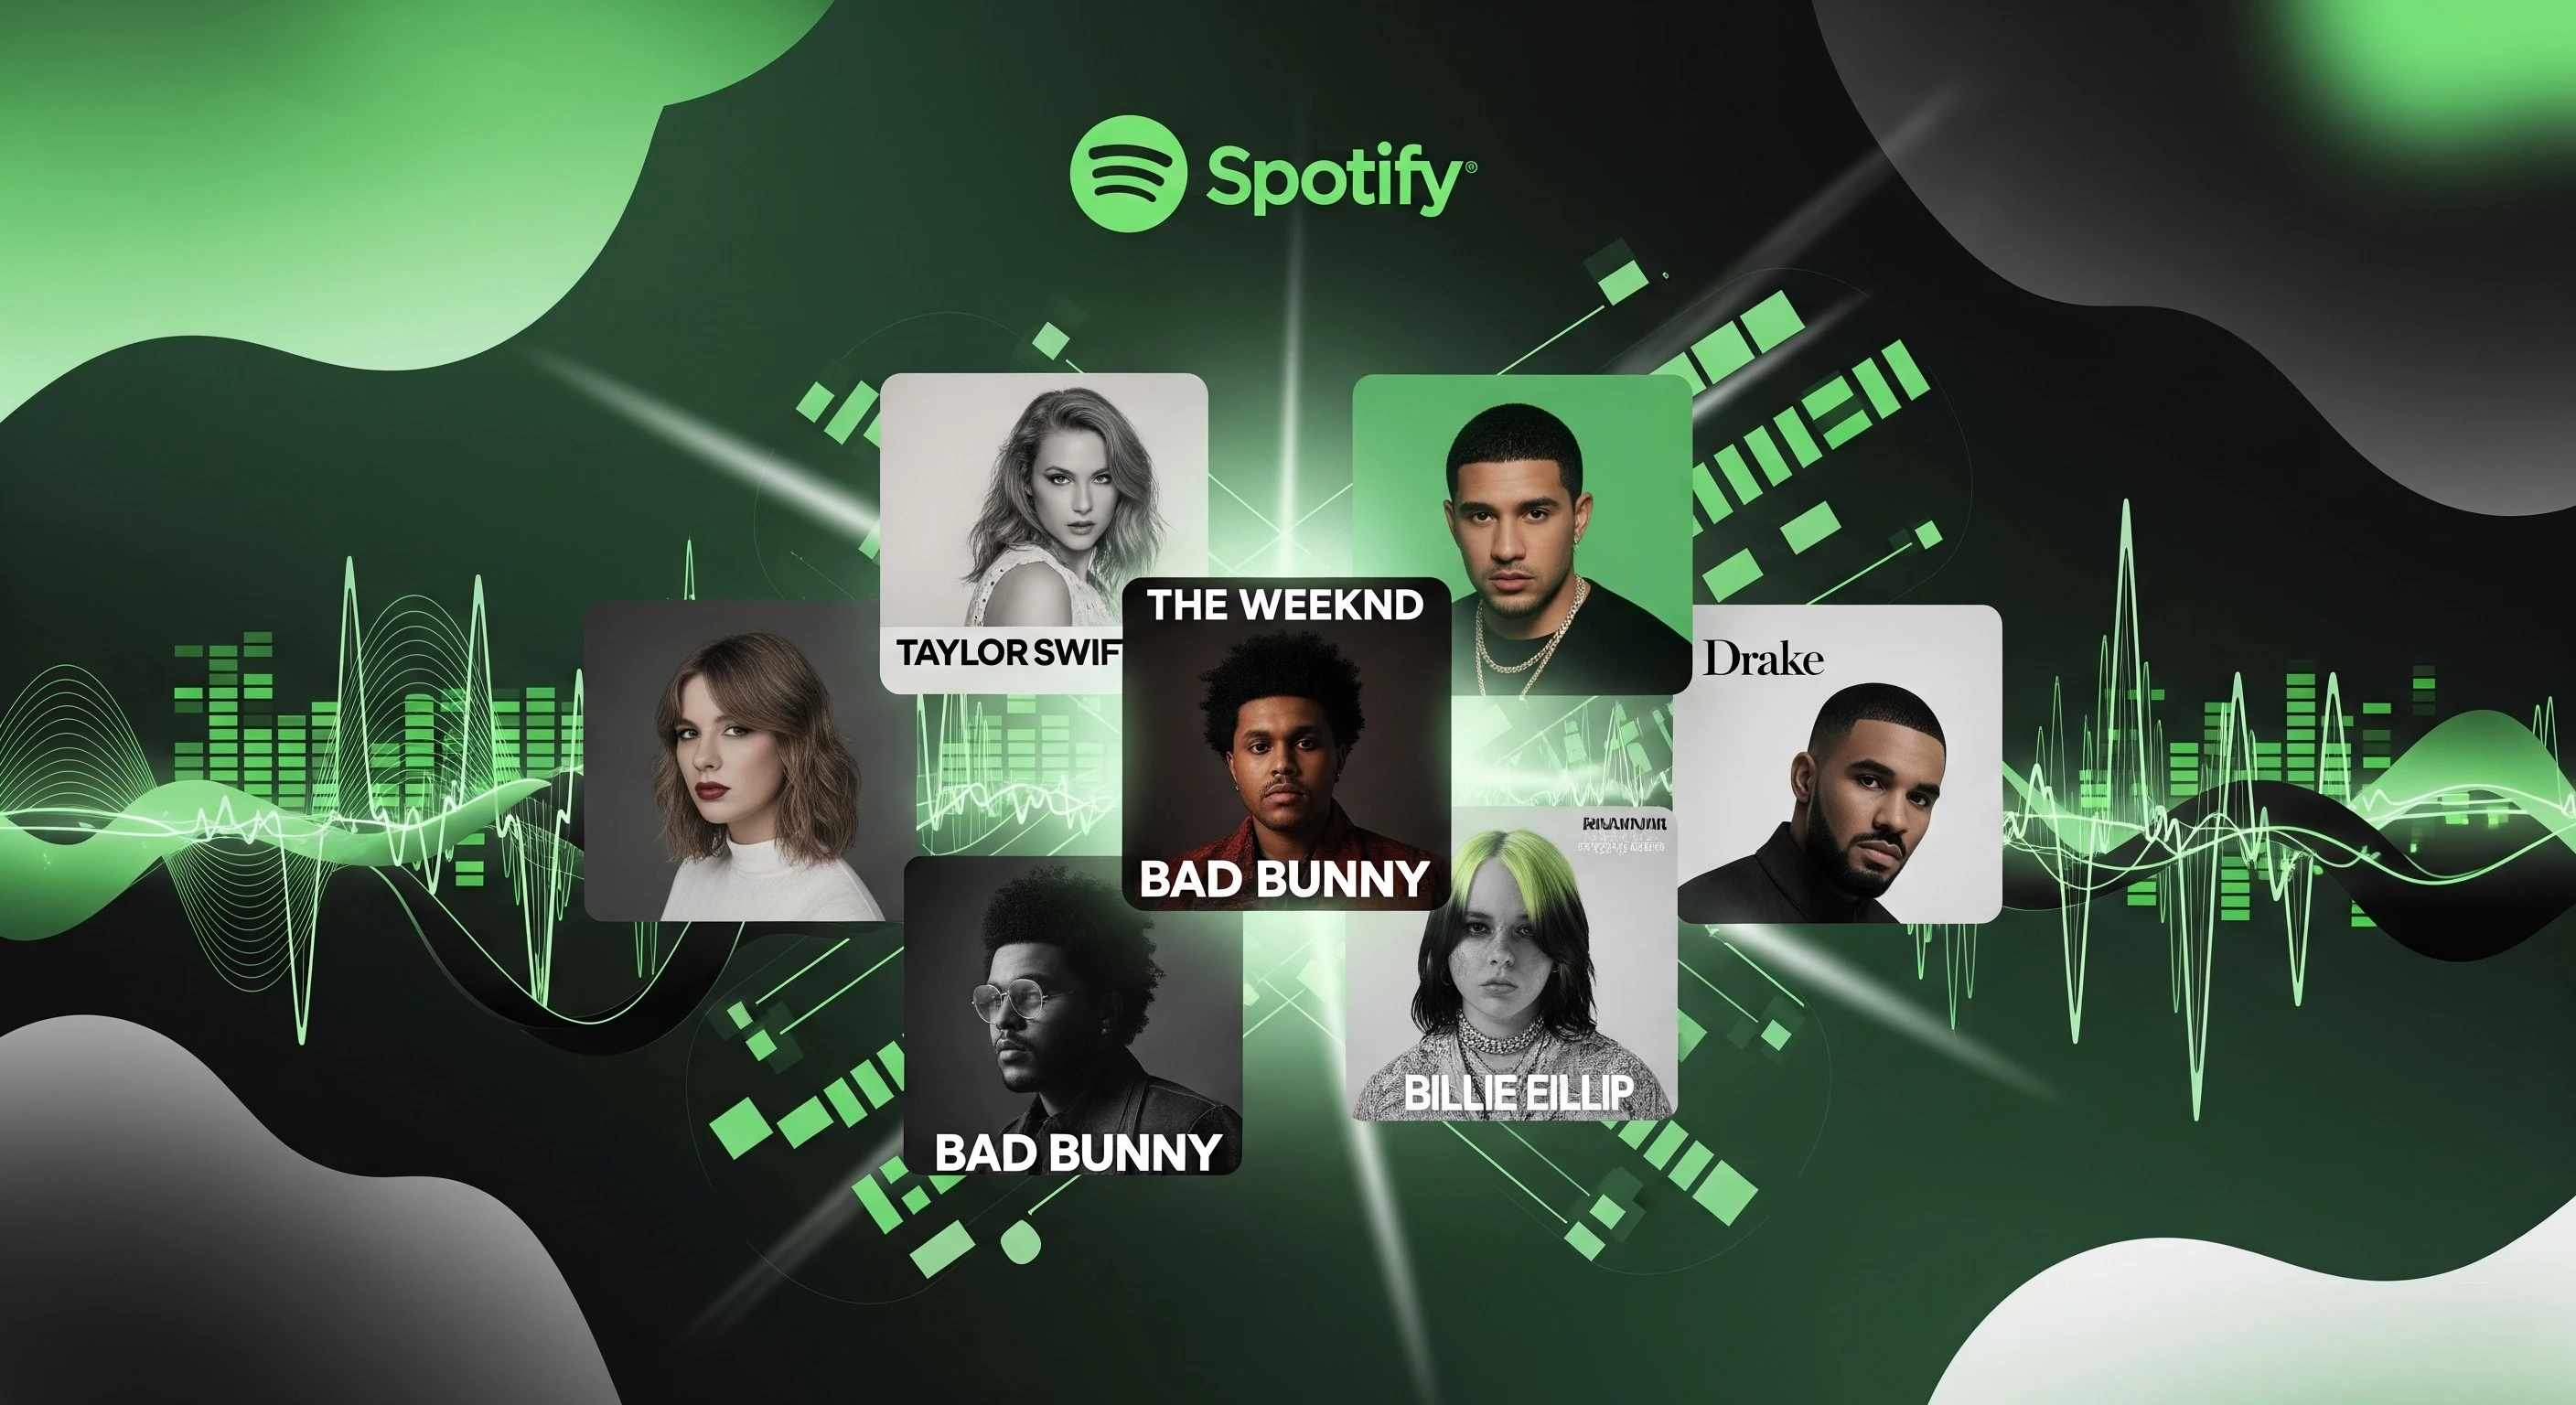 Spotify
TAYLOR SWIF
THE WEEKND
BAD BUNNY
Drake
BAD BUNNY
BILLIE EILLIP